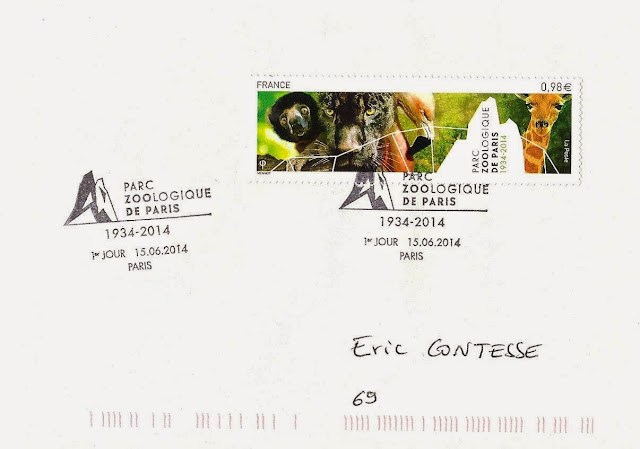 FRANCE 0,98€
PARC
ZOOLOGIQUE
DE PARIS
1934-2014
La Poste
PARC
ZOOLOGIQUE
DE PARIS
1934-2014
1er JOUR 15.06.2014
PARIS
PARC
ZOOLOGIQUE
DE PARIS
1934-2014
1er JOUR 15.06.2014
PARIS
Eric CONTESSE
69